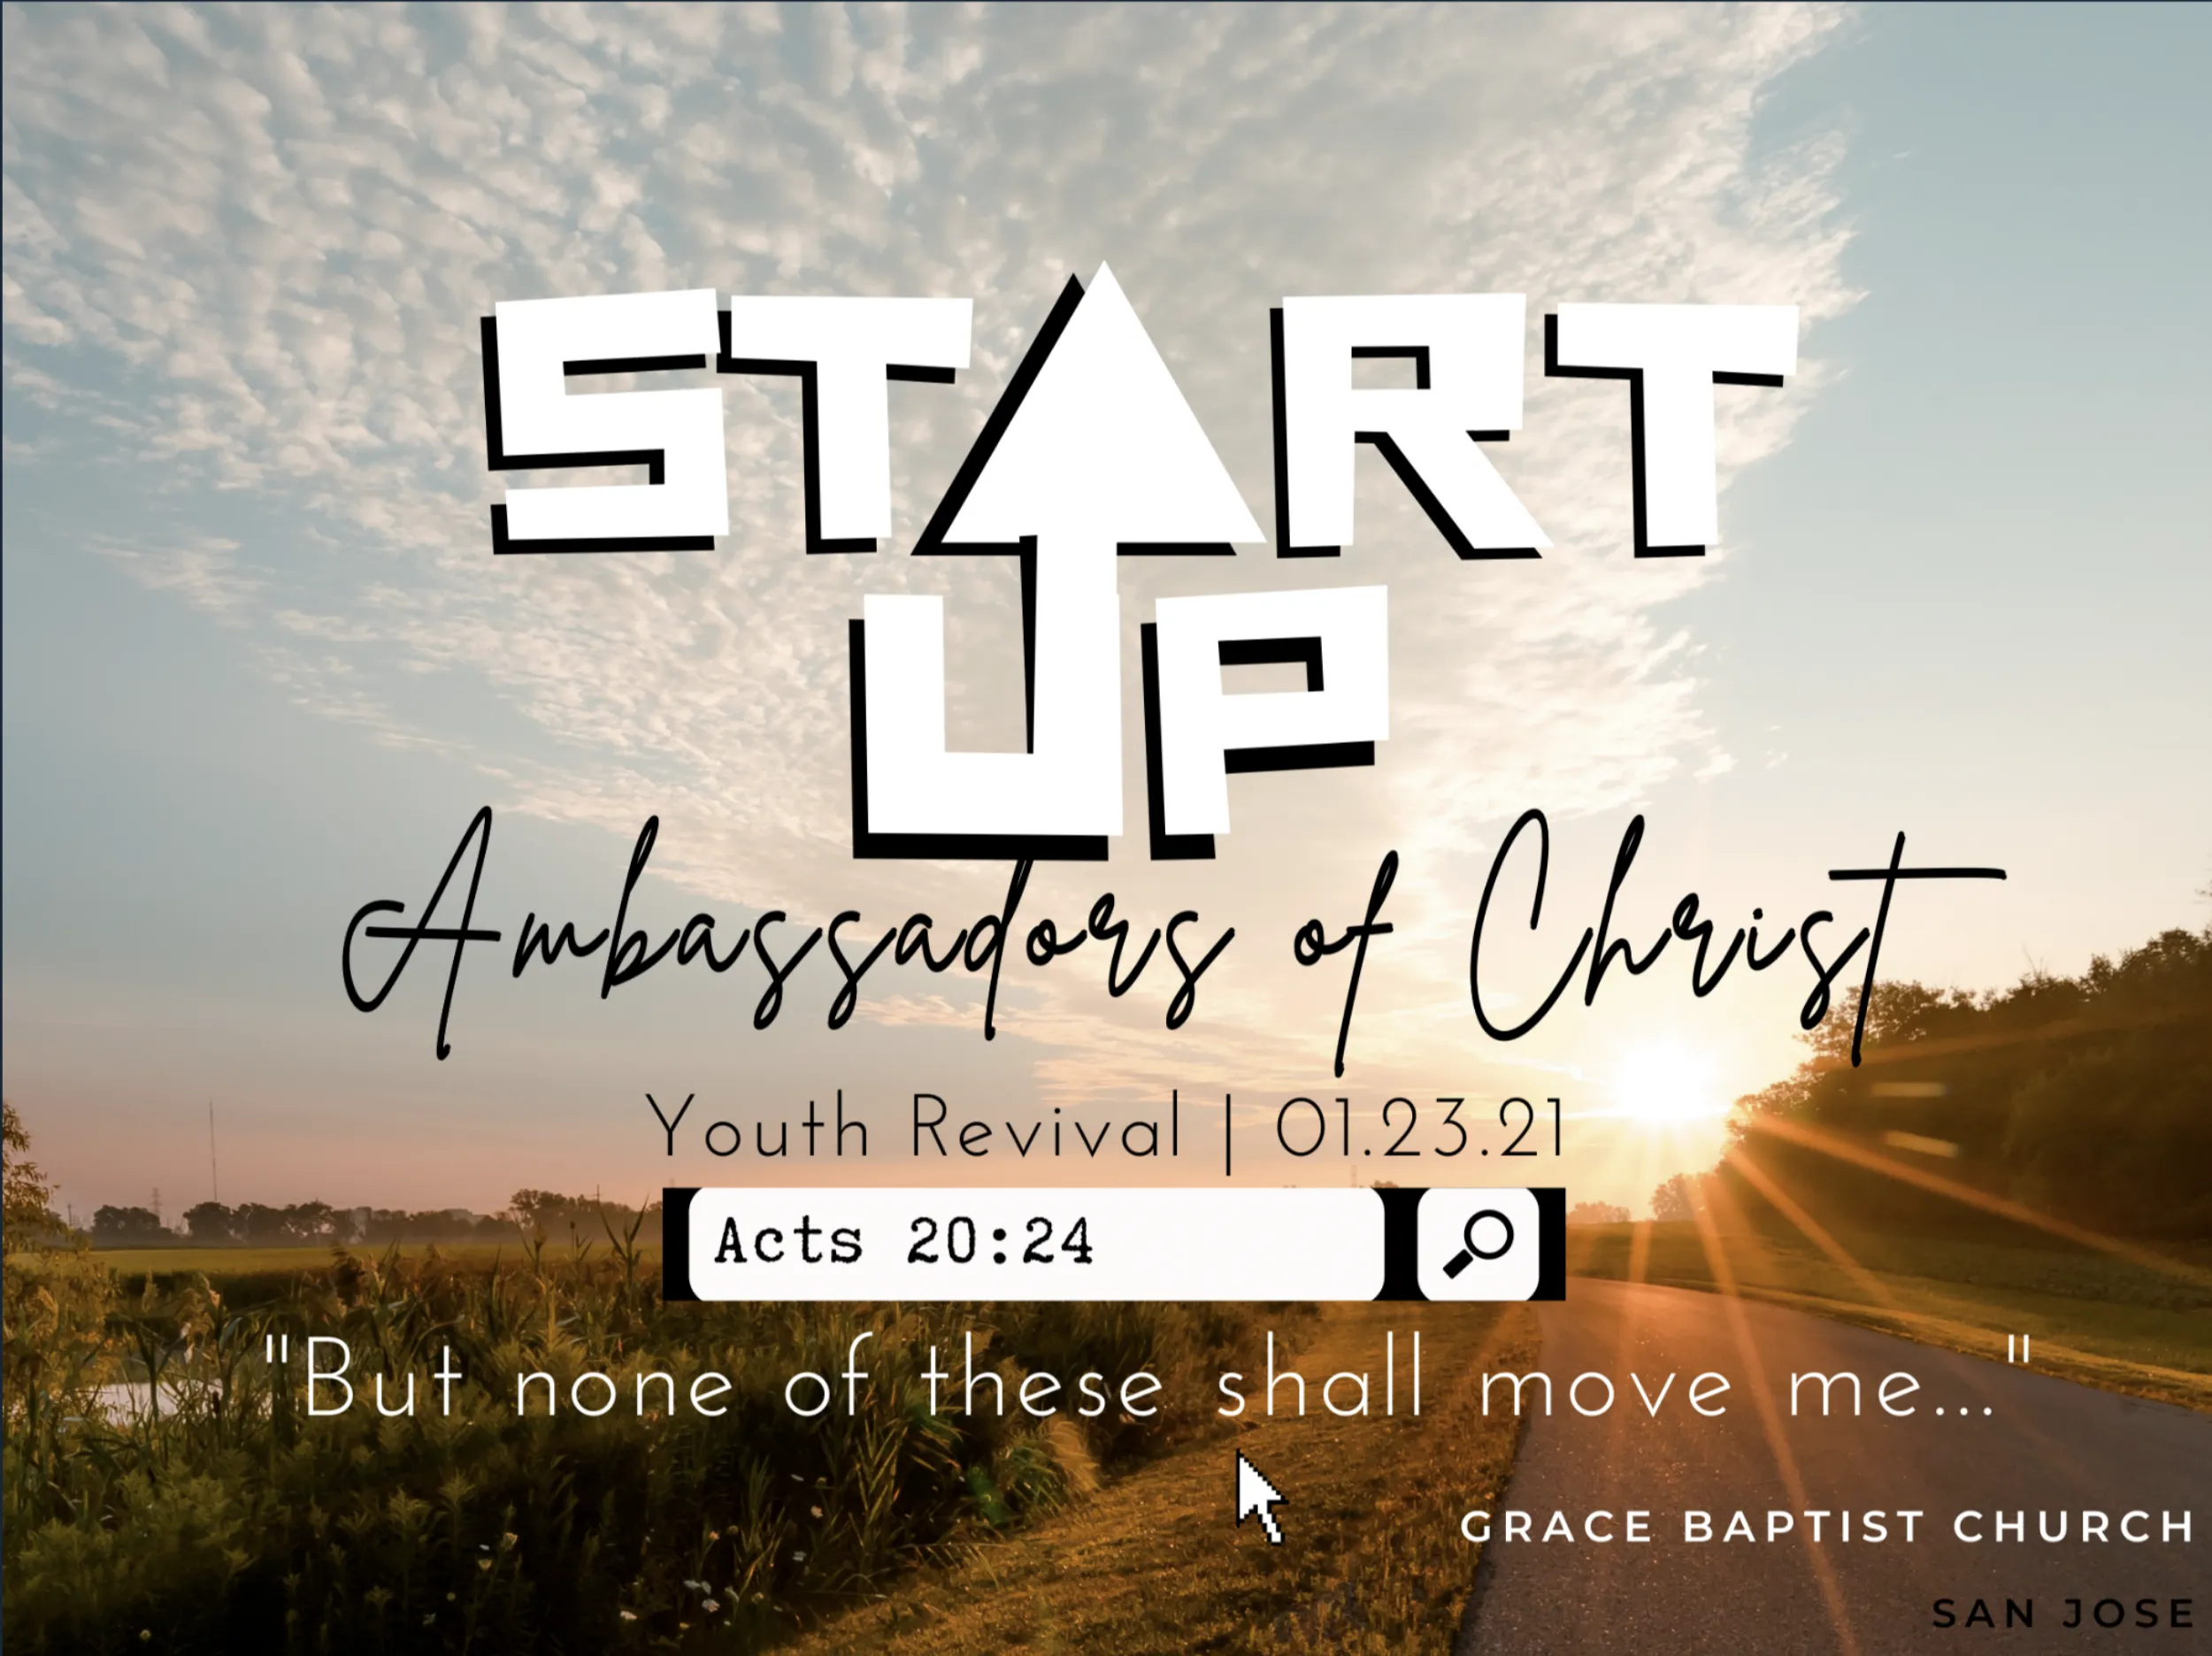 START
UP
Ambassadors of Christ
Youth Revival | 01.23.21
Acts 20:24
"But none of these shall move me..."
GRACE BAPTIST CHURCH
SAN JOSE